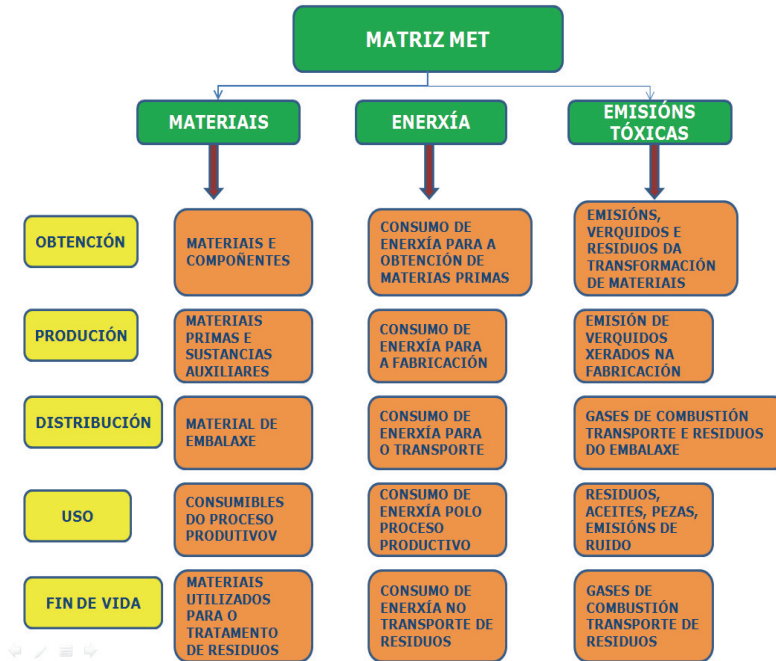 MATRIZ MET
MATERIAIS
ENERXÍA
EMISIÓNS
TÓXICAS
OBTENCIÓN
MATERIAIS E
COMPOÑENTES
CONSUMO DE
ENERXÍA PARA A
OBTENCIÓN DE
MATERIAS PRIMAS
EMISIÓNS,
VERQUIDOS E
RESIDUOS DA
TRANSFORMACIÓN
DE MATERIAIS
PRODUCIÓN
MATERIAIS
PRIMAS E
SUSTANCIAS
AUXILIARES
CONSUMO DE
ENERXÍA PARA
A FABRICACIÓN
EMISIÓN DE
VERQUIDOS
XERADOS NA
FABRICACIÓN
DISTRIBUCIÓN
MATERIAL DE
EMBALAXE
CONSUMO DE
ENERXÍA PARA
O TRANSPORTE
GASES DE COMBUSTIÓN
TRANSPORTE E RESIDUOS
DO EMBALAXE
USO
CONSUMIBLES
DO PROCESO
PRODUTIVOV
CONSUMO DE
ENERXÍA POLO
PROCESO
PRODUCTIVO
RESIDUOS,
ACEITES, PEZAS,
EMISIÓNS DE
RUIDO
FIN DE VIDA
MATERIAIS
UTILIZADOS
PARA O
TRATAMENTO
DE RESIDUOS
CONSUMO DE
ENERXÍA NO
TRANSPORTE DE
RESIDUOS
GASES DE
COMBUSTIÓN
TRANSPORTE DE
RESIDUOS